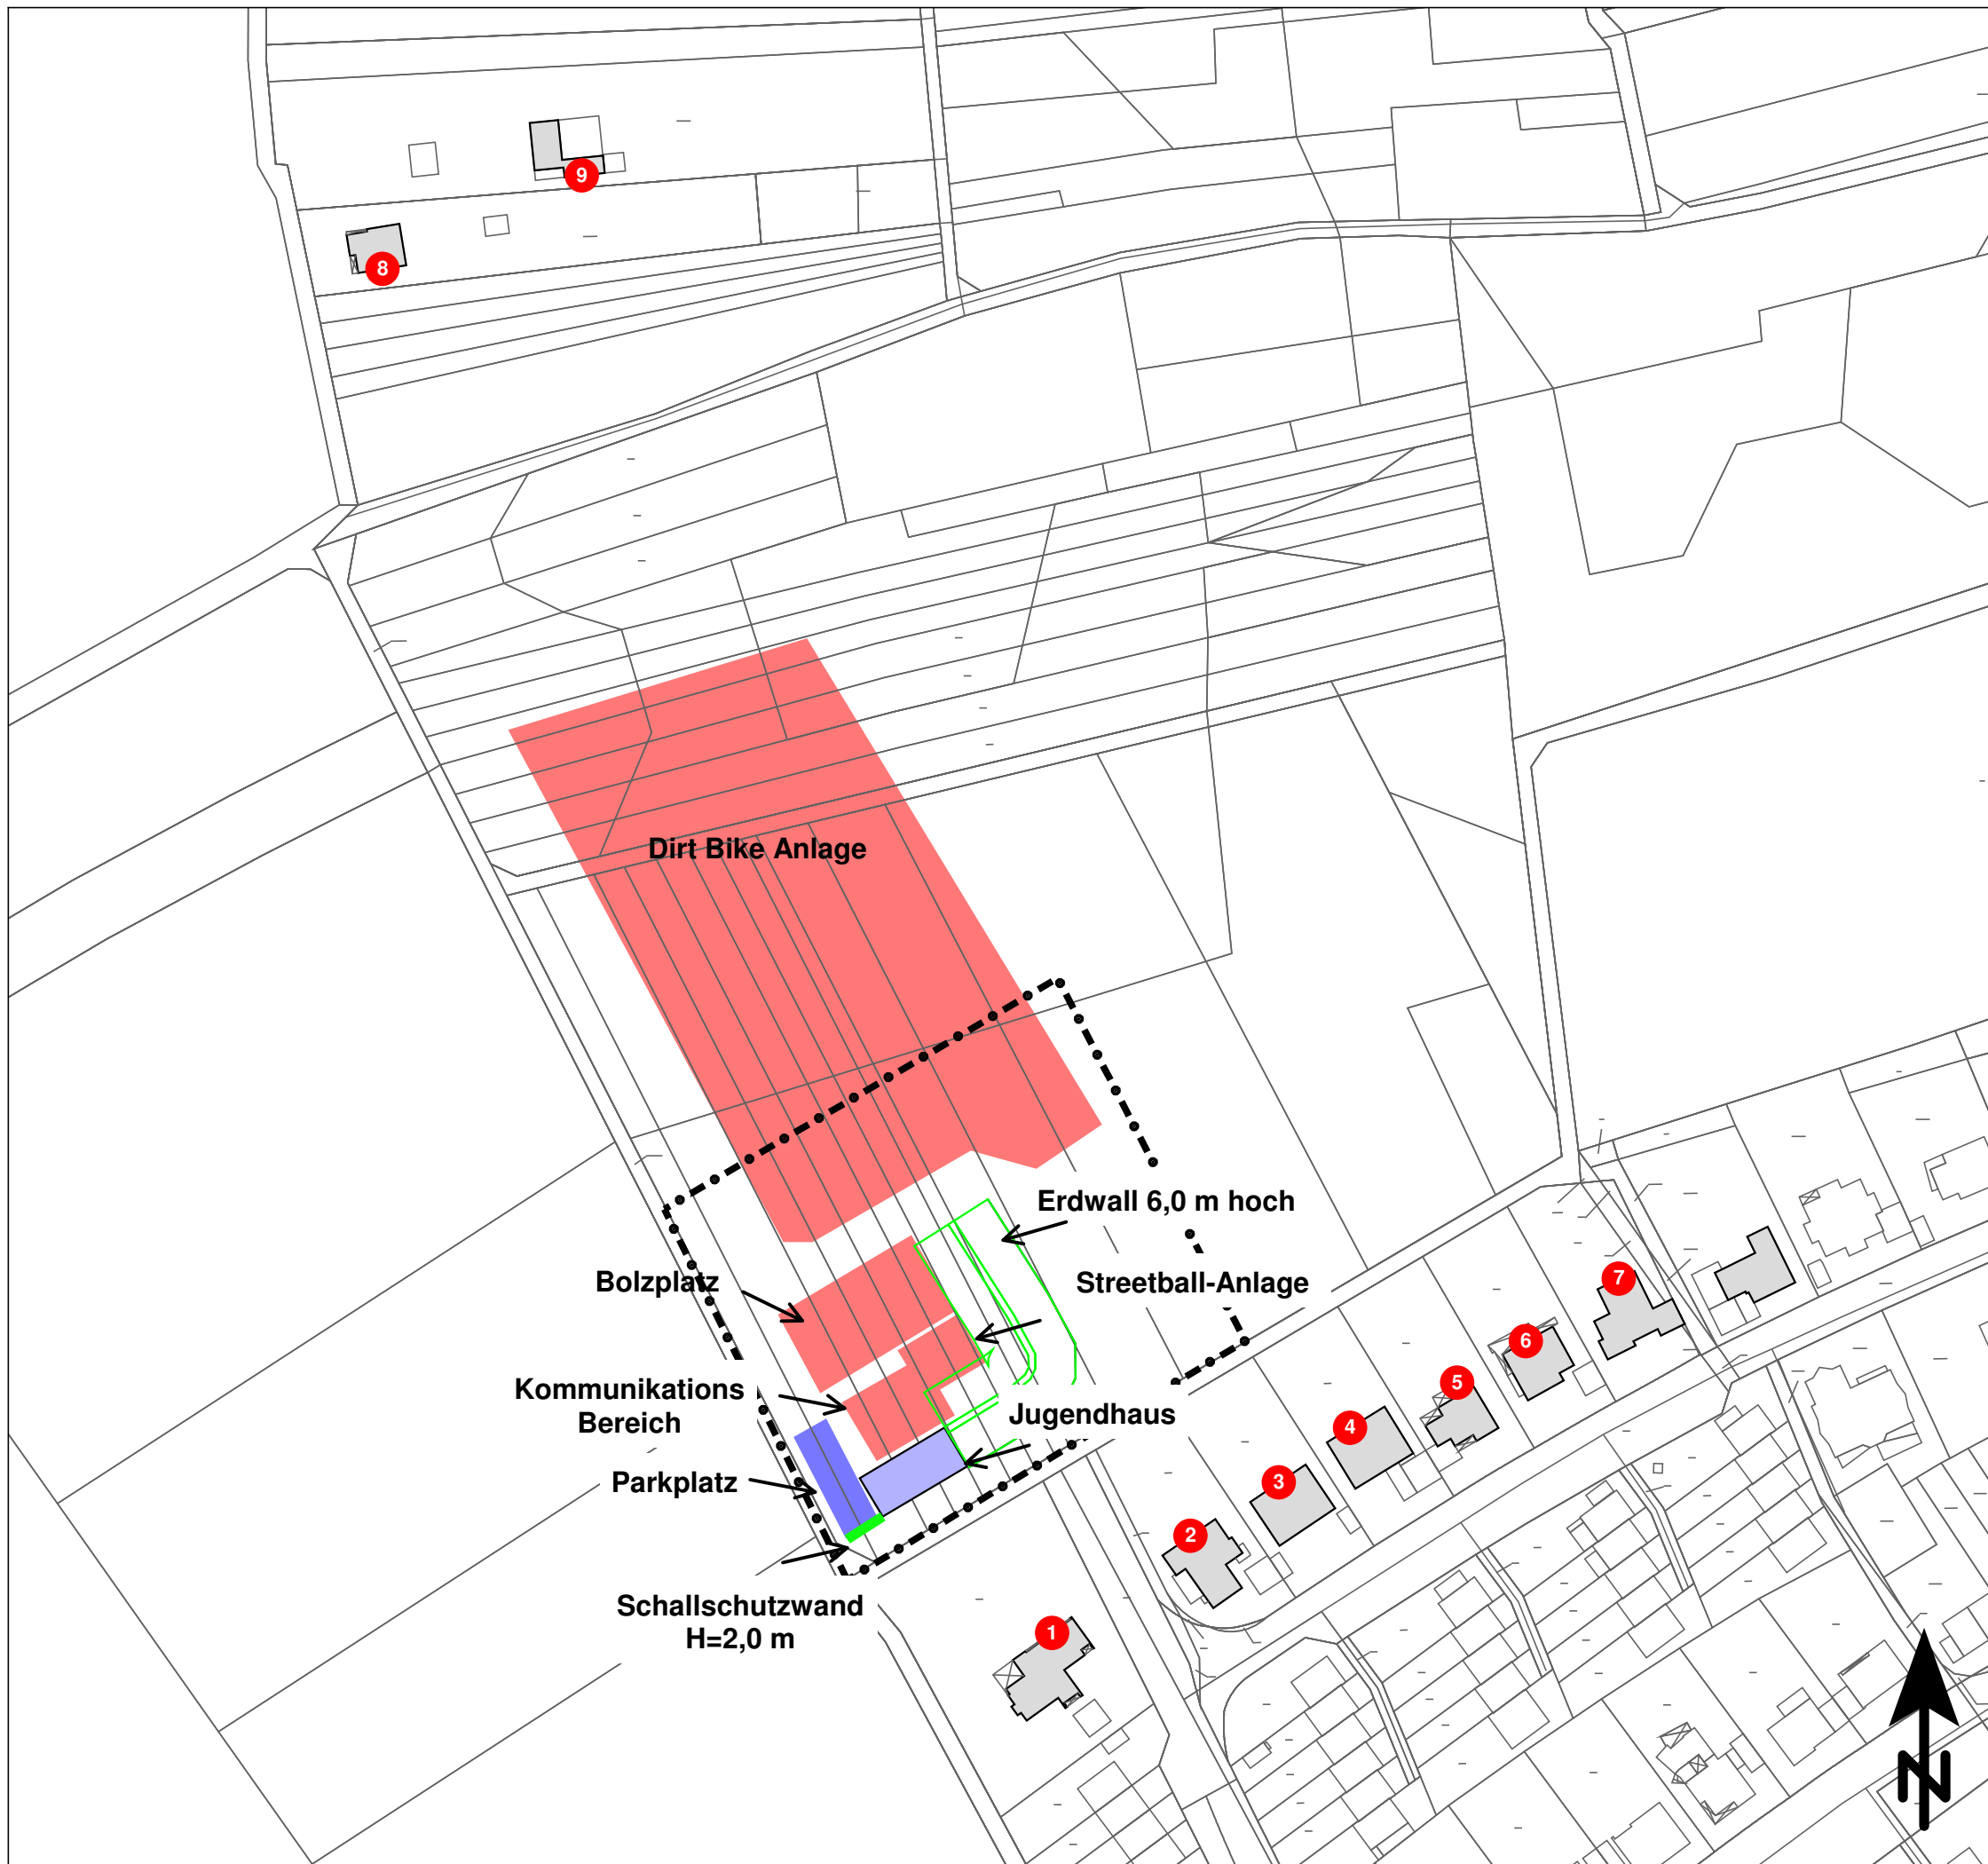 9
8
Dirt Bike Anlage
Erdwall 6,0 m hoch
Bolzplatz
Streetball-Anlage
7
6
5
4
3
2
1
Kommunikations
Bereich
Jugendhaus
Parkplatz
Schallschutzwand
H=2,0 m
N